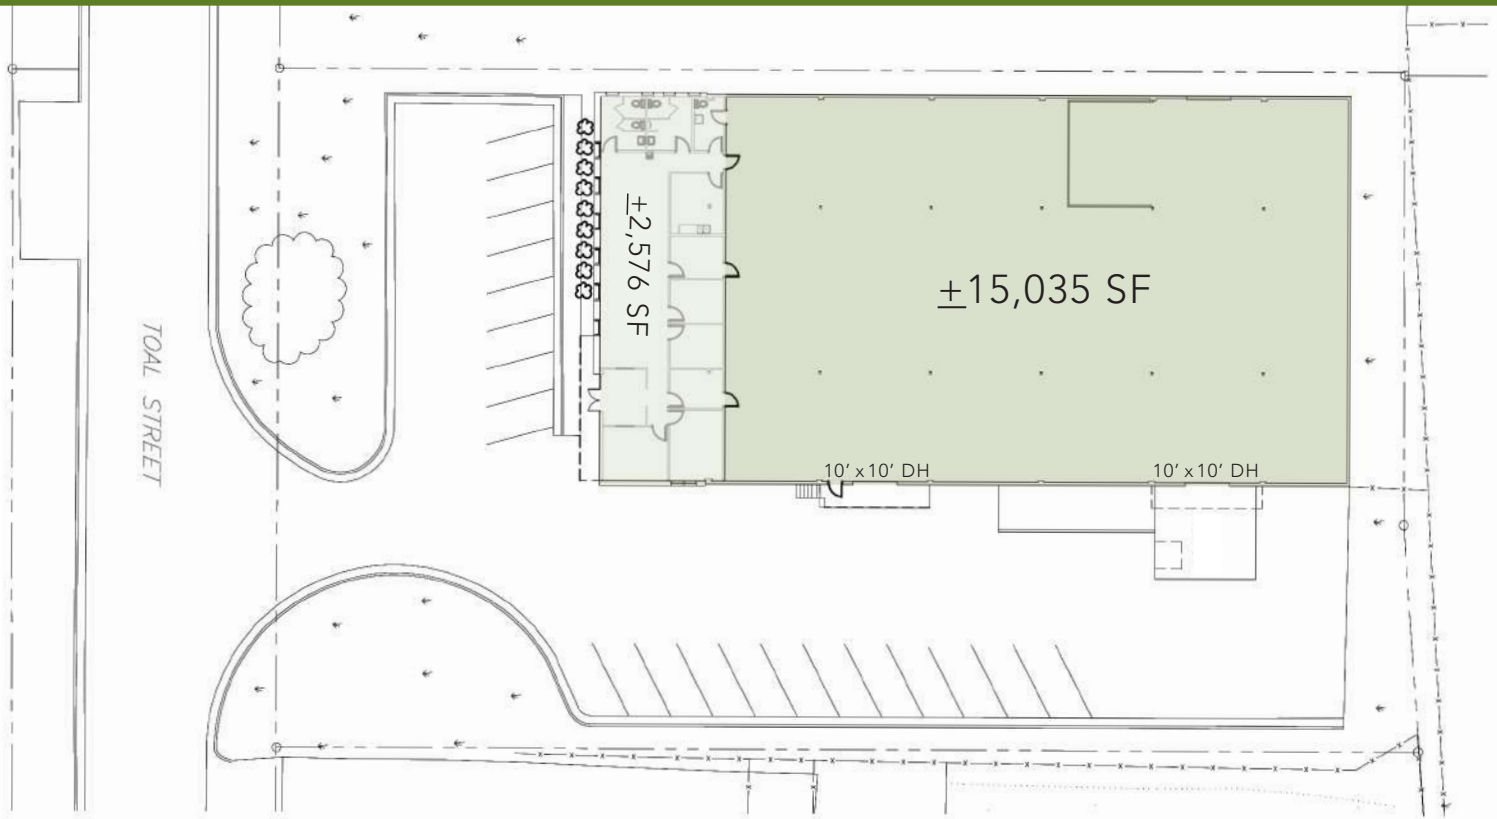 TOAL STREET
±2,576 SF
±15,035 SF
10' x 10' DH
10' x 10' DH